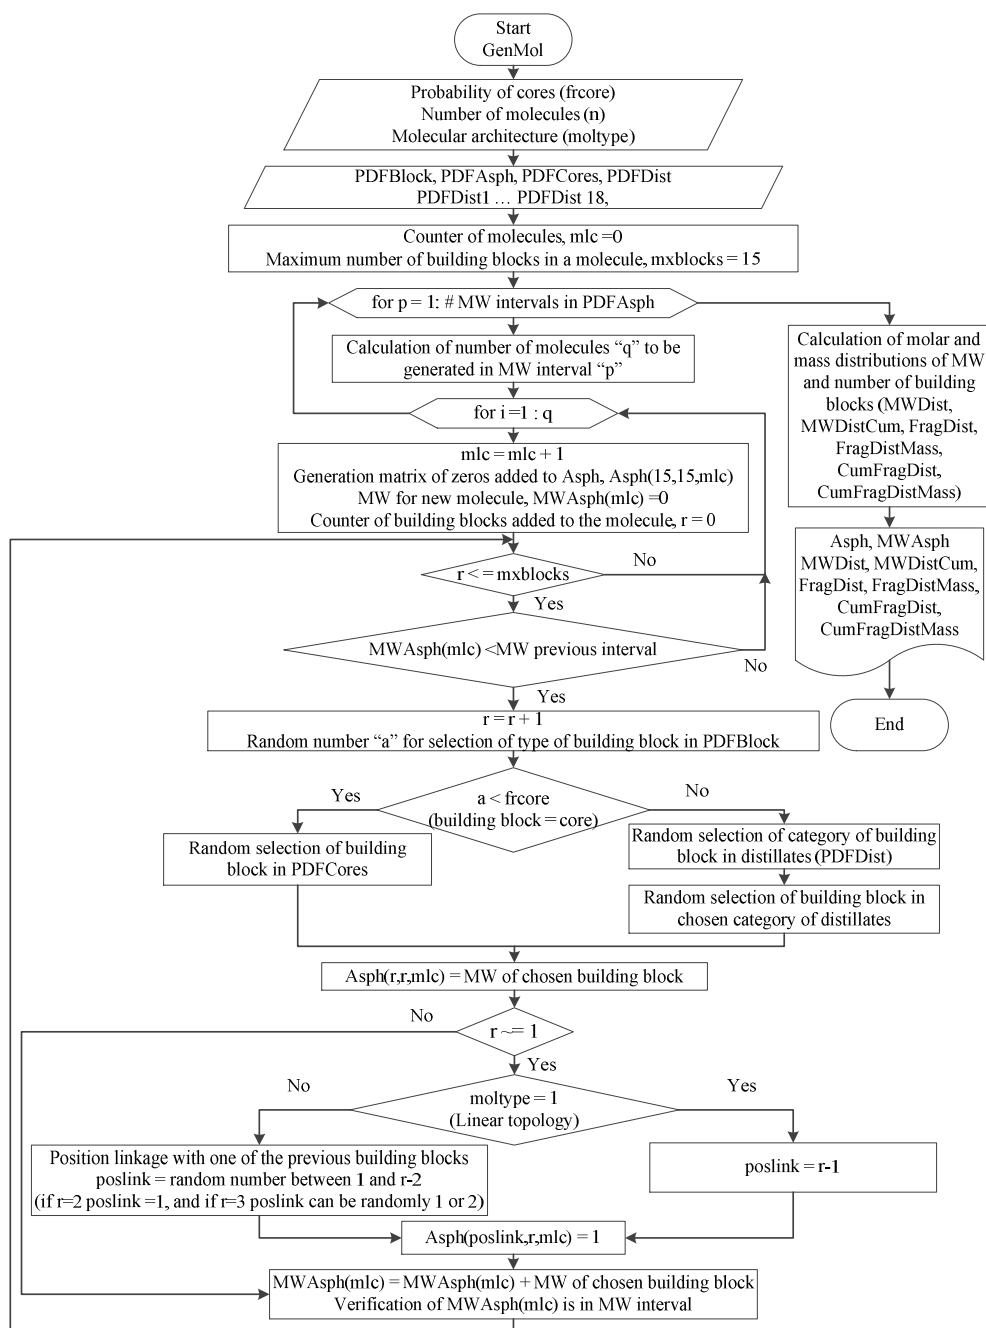 Start
GenMol
Probability of cores (frcore)
Number of molecules (n)
Molecular architecture (moltype)
PDFBlock, PDFAsph, PDFCores, PDFDist
PDFDist1 … PDFDist 18,
Counter of molecules, mlc =0
Maximum number of building blocks in a molecule, mxblocks = 15
for p = 1: # MW intervals in PDFAsph
Calculation of number of molecules “q” to be
generated in MW interval “p”
for i =1 : q
Calculation of molar and
mass distributions of MW
and number of building
blocks (MWDist,
MWDistCum, FragDist,
FragDistMass,
CumFragDist,
CumFragDistMass)
mlc = mlc + 1
Generation matrix of zeros added to Asph, Asph(15,15,mlc)
MW for new molecule, MWAsph(mlc) =0
Counter of building blocks added to the molecule, r = 0
Asph, MWAsph
MWDist, MWDistCum,
FragDist, FragDistMass,
CumFragDist,
CumFragDistMass
End
r <= mxblocks
No
Yes
MWAsph(mlc) <MW previous interval
No
Yes
r = r + 1
Random number “a” for selection of type of building block in PDFBlock
a < frcore
(building block = core)
Yes
No
Random selection of building
block in PDFCores
Random selection of category of building
block in distillates (PDFDist)
Random selection of building block in
chosen category of distillates
Asph(r,r,mlc) = MW of chosen building block
No
r ~= 1
Yes
No
moltype = 1
(Linear topology)
Yes
Position linkage with one of the previous building blocks
poslink = random number between 1 and r-2
(if r=2 poslink =1, and if r=3 poslink can be randomly 1 or 2)
poslink = r-1
Asph(poslink,r,mlc) = 1
MWAsph(mlc) = MWAsph(mlc) + MW of chosen building block
Verification of MWAsph(mlc) is in MW interval